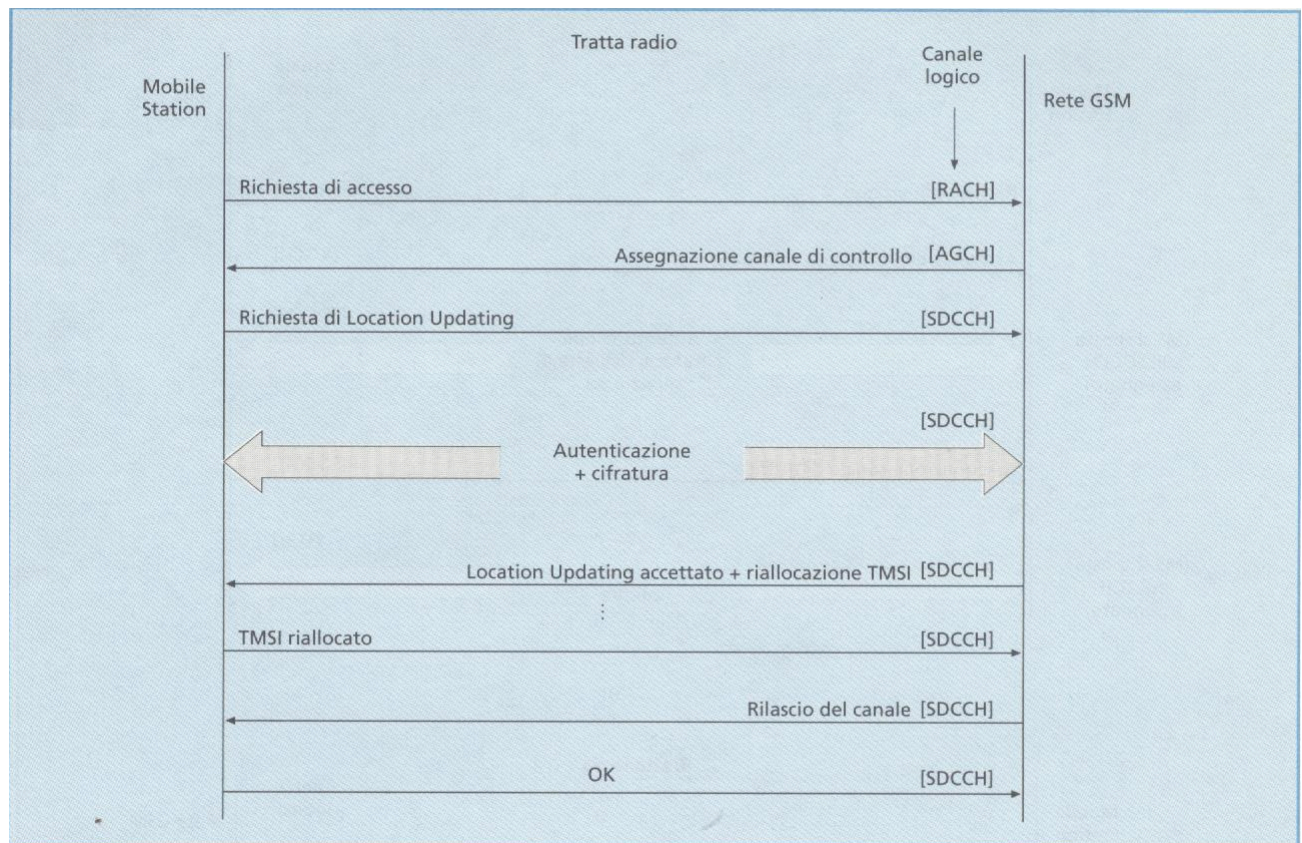 Tratta radio
Canale
logico
Mobile
Station
Rete GSM
Richiesta di accesso [RACH]
Assegnazione canale di controllo [AGCH]
Richiesta di Location Updating [SDCCH]
[SDCCH]
Autenticazione
+ cifratura
Location Updating accettato + riallocazione TMSI [SDCCH]
TMSI riallocato [SDCCH]
Rilascio del canale [SDCCH]
OK [SDCCH]